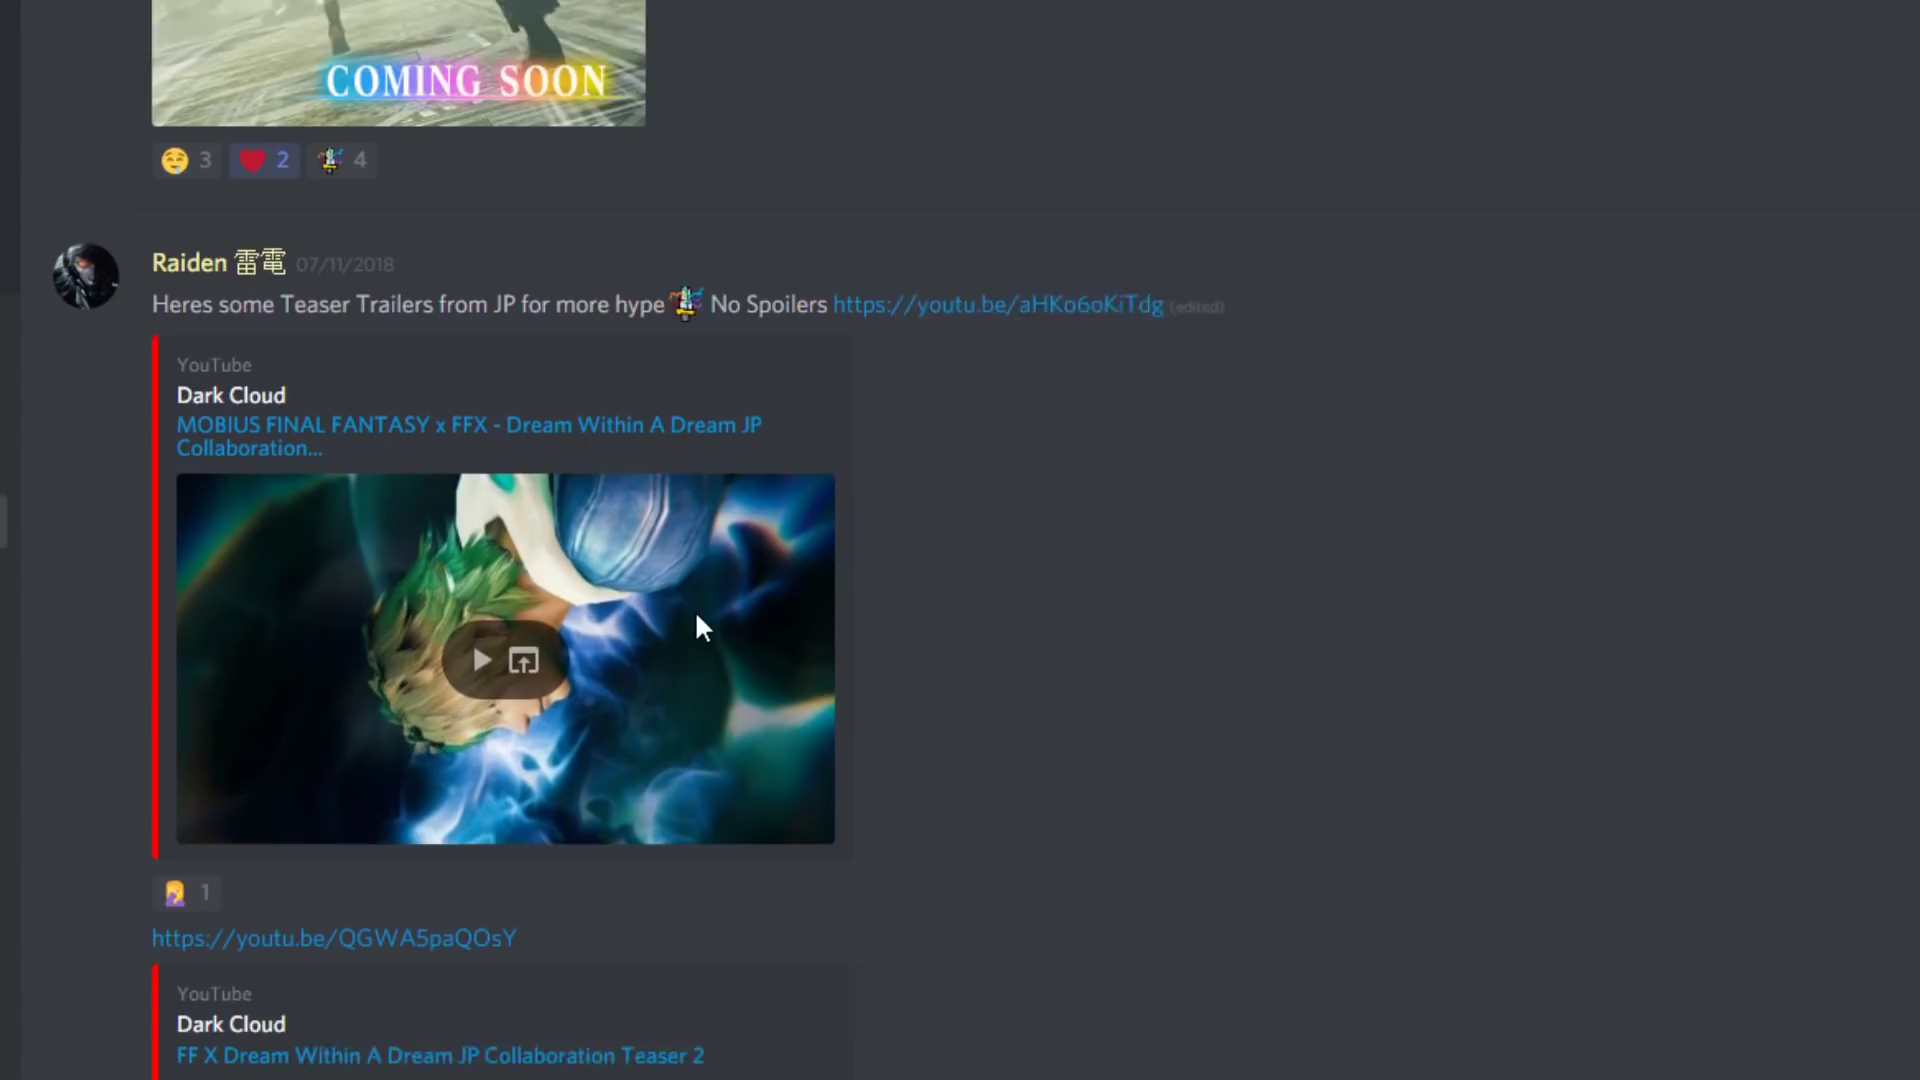 COMING SOON
3 2 4
Raiden 雷電 07/11/2018
Heres some Teaser Trailers from JP for more hype No Spoilers https://youtu.be/aHKo6oKiTdg (edited)
YouTube
Dark Cloud
MOBIUS FINAL FANTASY x FFX - Dream Within A Dream JP
Collaboration...
1
https://youtu.be/QGWA5paQOsY
YouTube
Dark Cloud
FF X Dream Within A Dream JP Collaboration Teaser 2